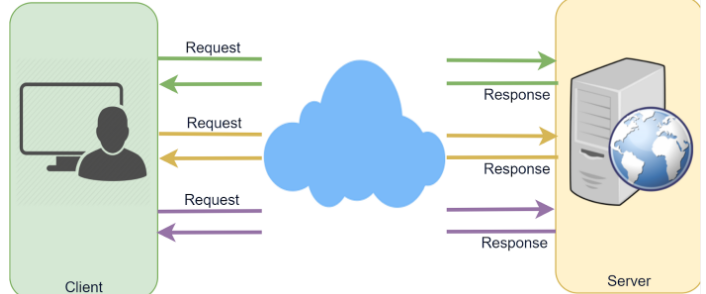 Request
Response
Request
Response
Request
Response
Client
Server